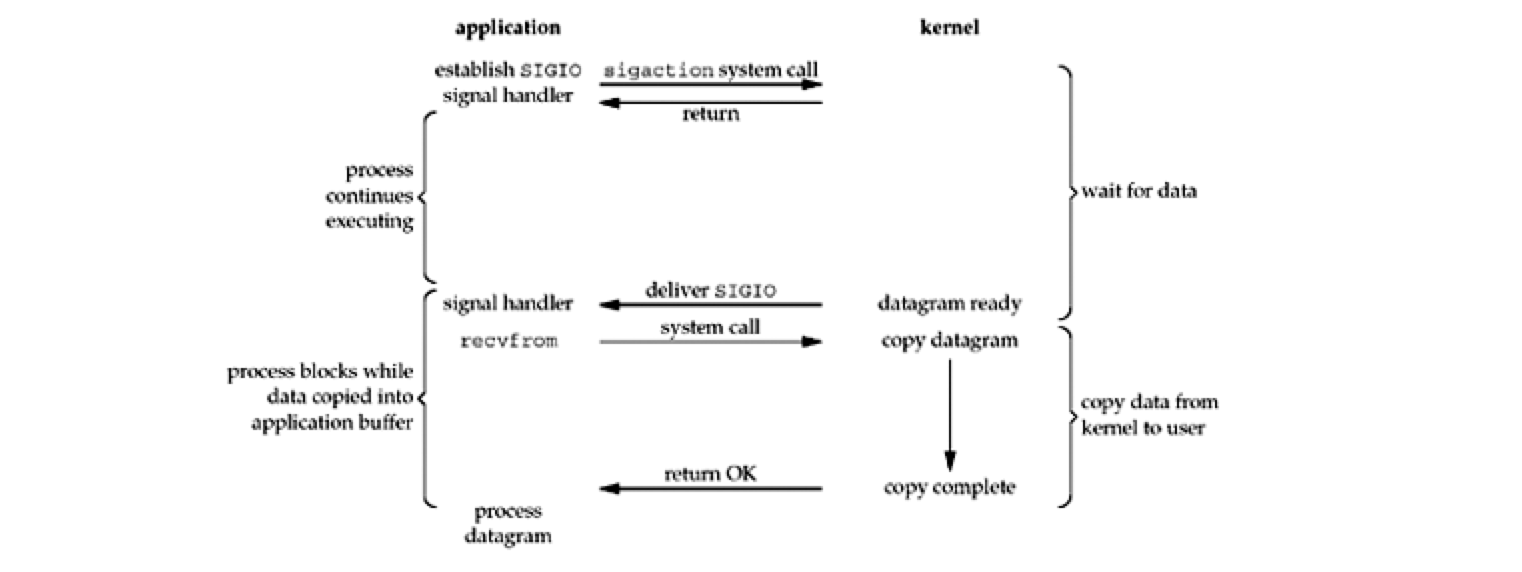 application
kernel
establish SIGIO
signal handler
sigaction system call
return
process
continues
executing
wait for data
signal handler
deliver SIGIO
datagram ready
recvfrom
system call
copy datagram
process blocks while
data copied into
application buffer
copy data from
kernel to user
return OK
copy complete
process
datagram